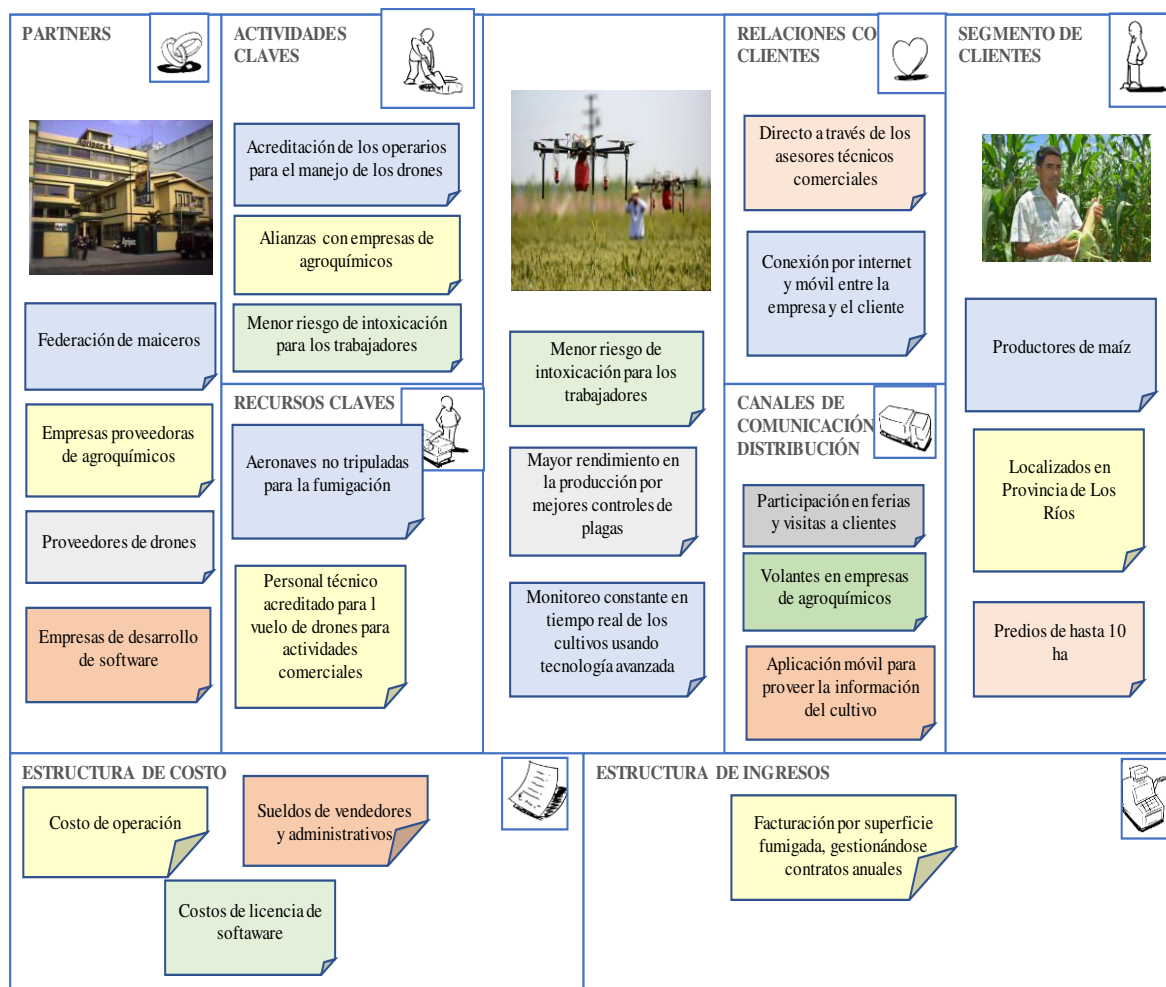 PARTNERS
AGRIPAC S.A.
Agripac
Federación de maiceros
Empresas proveedoras
de agroquímicos
Proveedores de drones
Empresas de desarrollo
de software
ACTIVIDADES
CLAVES
Acreditación de los operarios
para el manejo de los drones
Alianzas con empresas de
agroquímicos
Menor riesgo de intoxicación
para los trabajadores
RECURSOS CLAVES
Aeronaves no tripuladas
para la fumigación
Personal técnico
acreditado para l
vuelo de drones para
actividades
comerciales
Menor riesgo de
intoxicación para los
trabajadores
Mayor rendimiento en
la producción por
mejores controles de
plagas
Monitoreo constante en
tiempo real de los
cultivos usando
tecnología avanzada
RELACIONES CO
CLIENTES
Directo a través de los
asesores técnicos
comerciales
Conexión por internet
y móvil entre la
empresa y el cliente
CANALES DE
COMUNICACIÓN
DISTRIBUCIÓN
Participación en ferias
y visitas a clientes
Volantes en empresas
de agroquímicos
Aplicación móvil para
proveer la información
del cultivo
SEGMENTO DE
CLIENTES
Productores de maíz
Localizados en
Provincia de Los
Ríos
Predios de hasta 10
ha
ESTRUCTURA DE COSTO
Costo de operación
Sueldos de vendedores
y administrativos
Costos de licencia de
softaware
ESTRUCTURA DE INGRESOS
Facturación por superficie
fumigada, gestionándose
contratos anuales